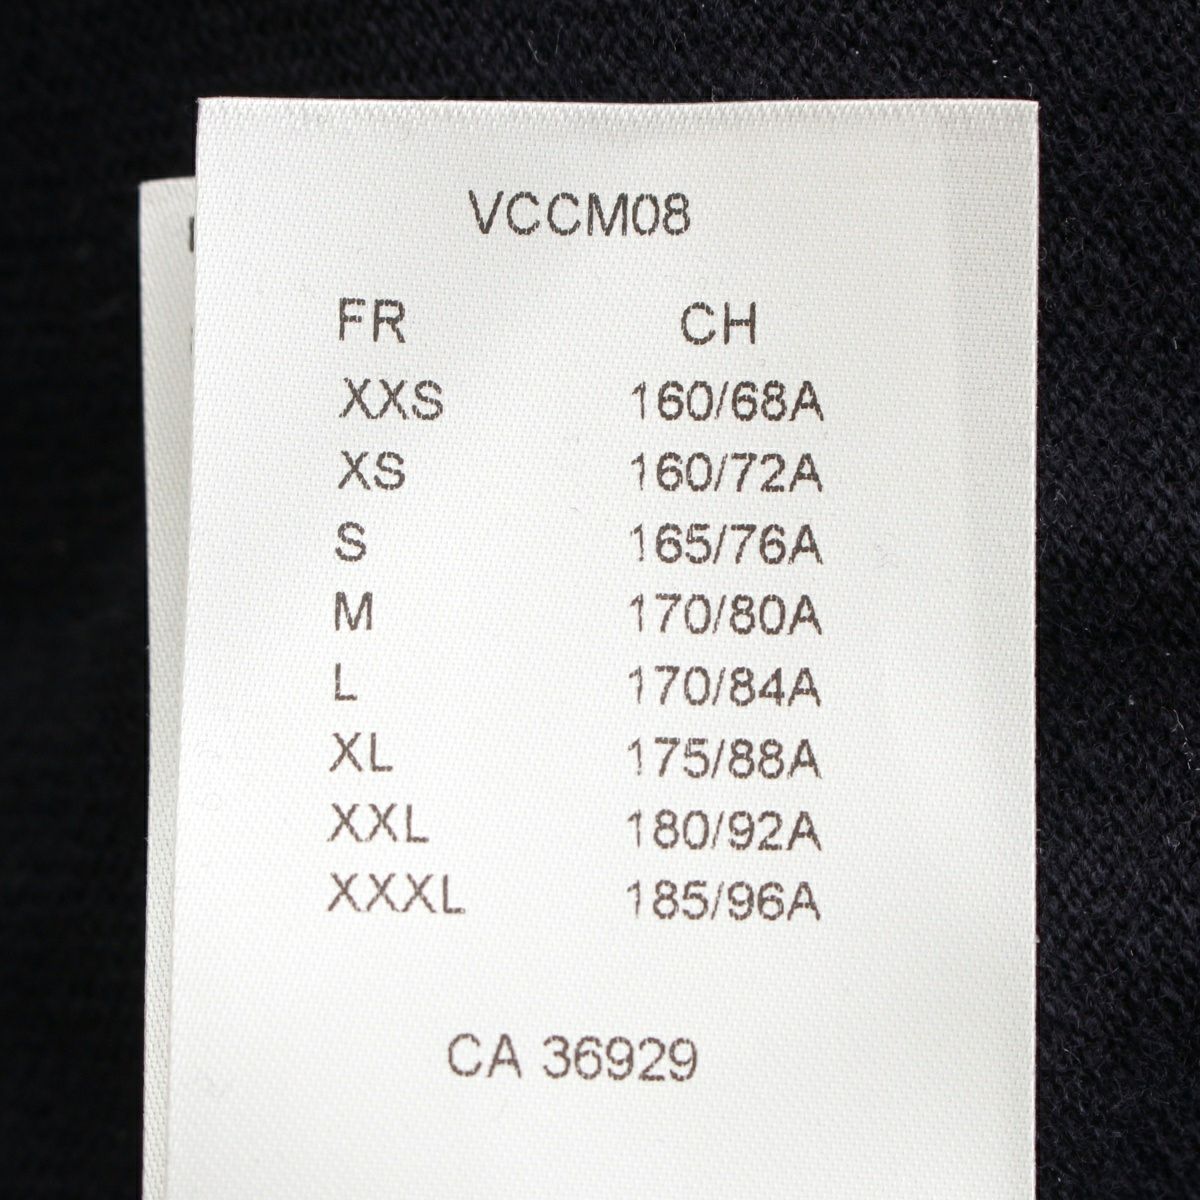 VCCM08
FR CH
XXS 160/68A
XS 160/72A
S 165/76A
M 170/80A
L 170/84A
XL 175/88A
XXL 180/92A
XXXL 185/96A
CA 36929